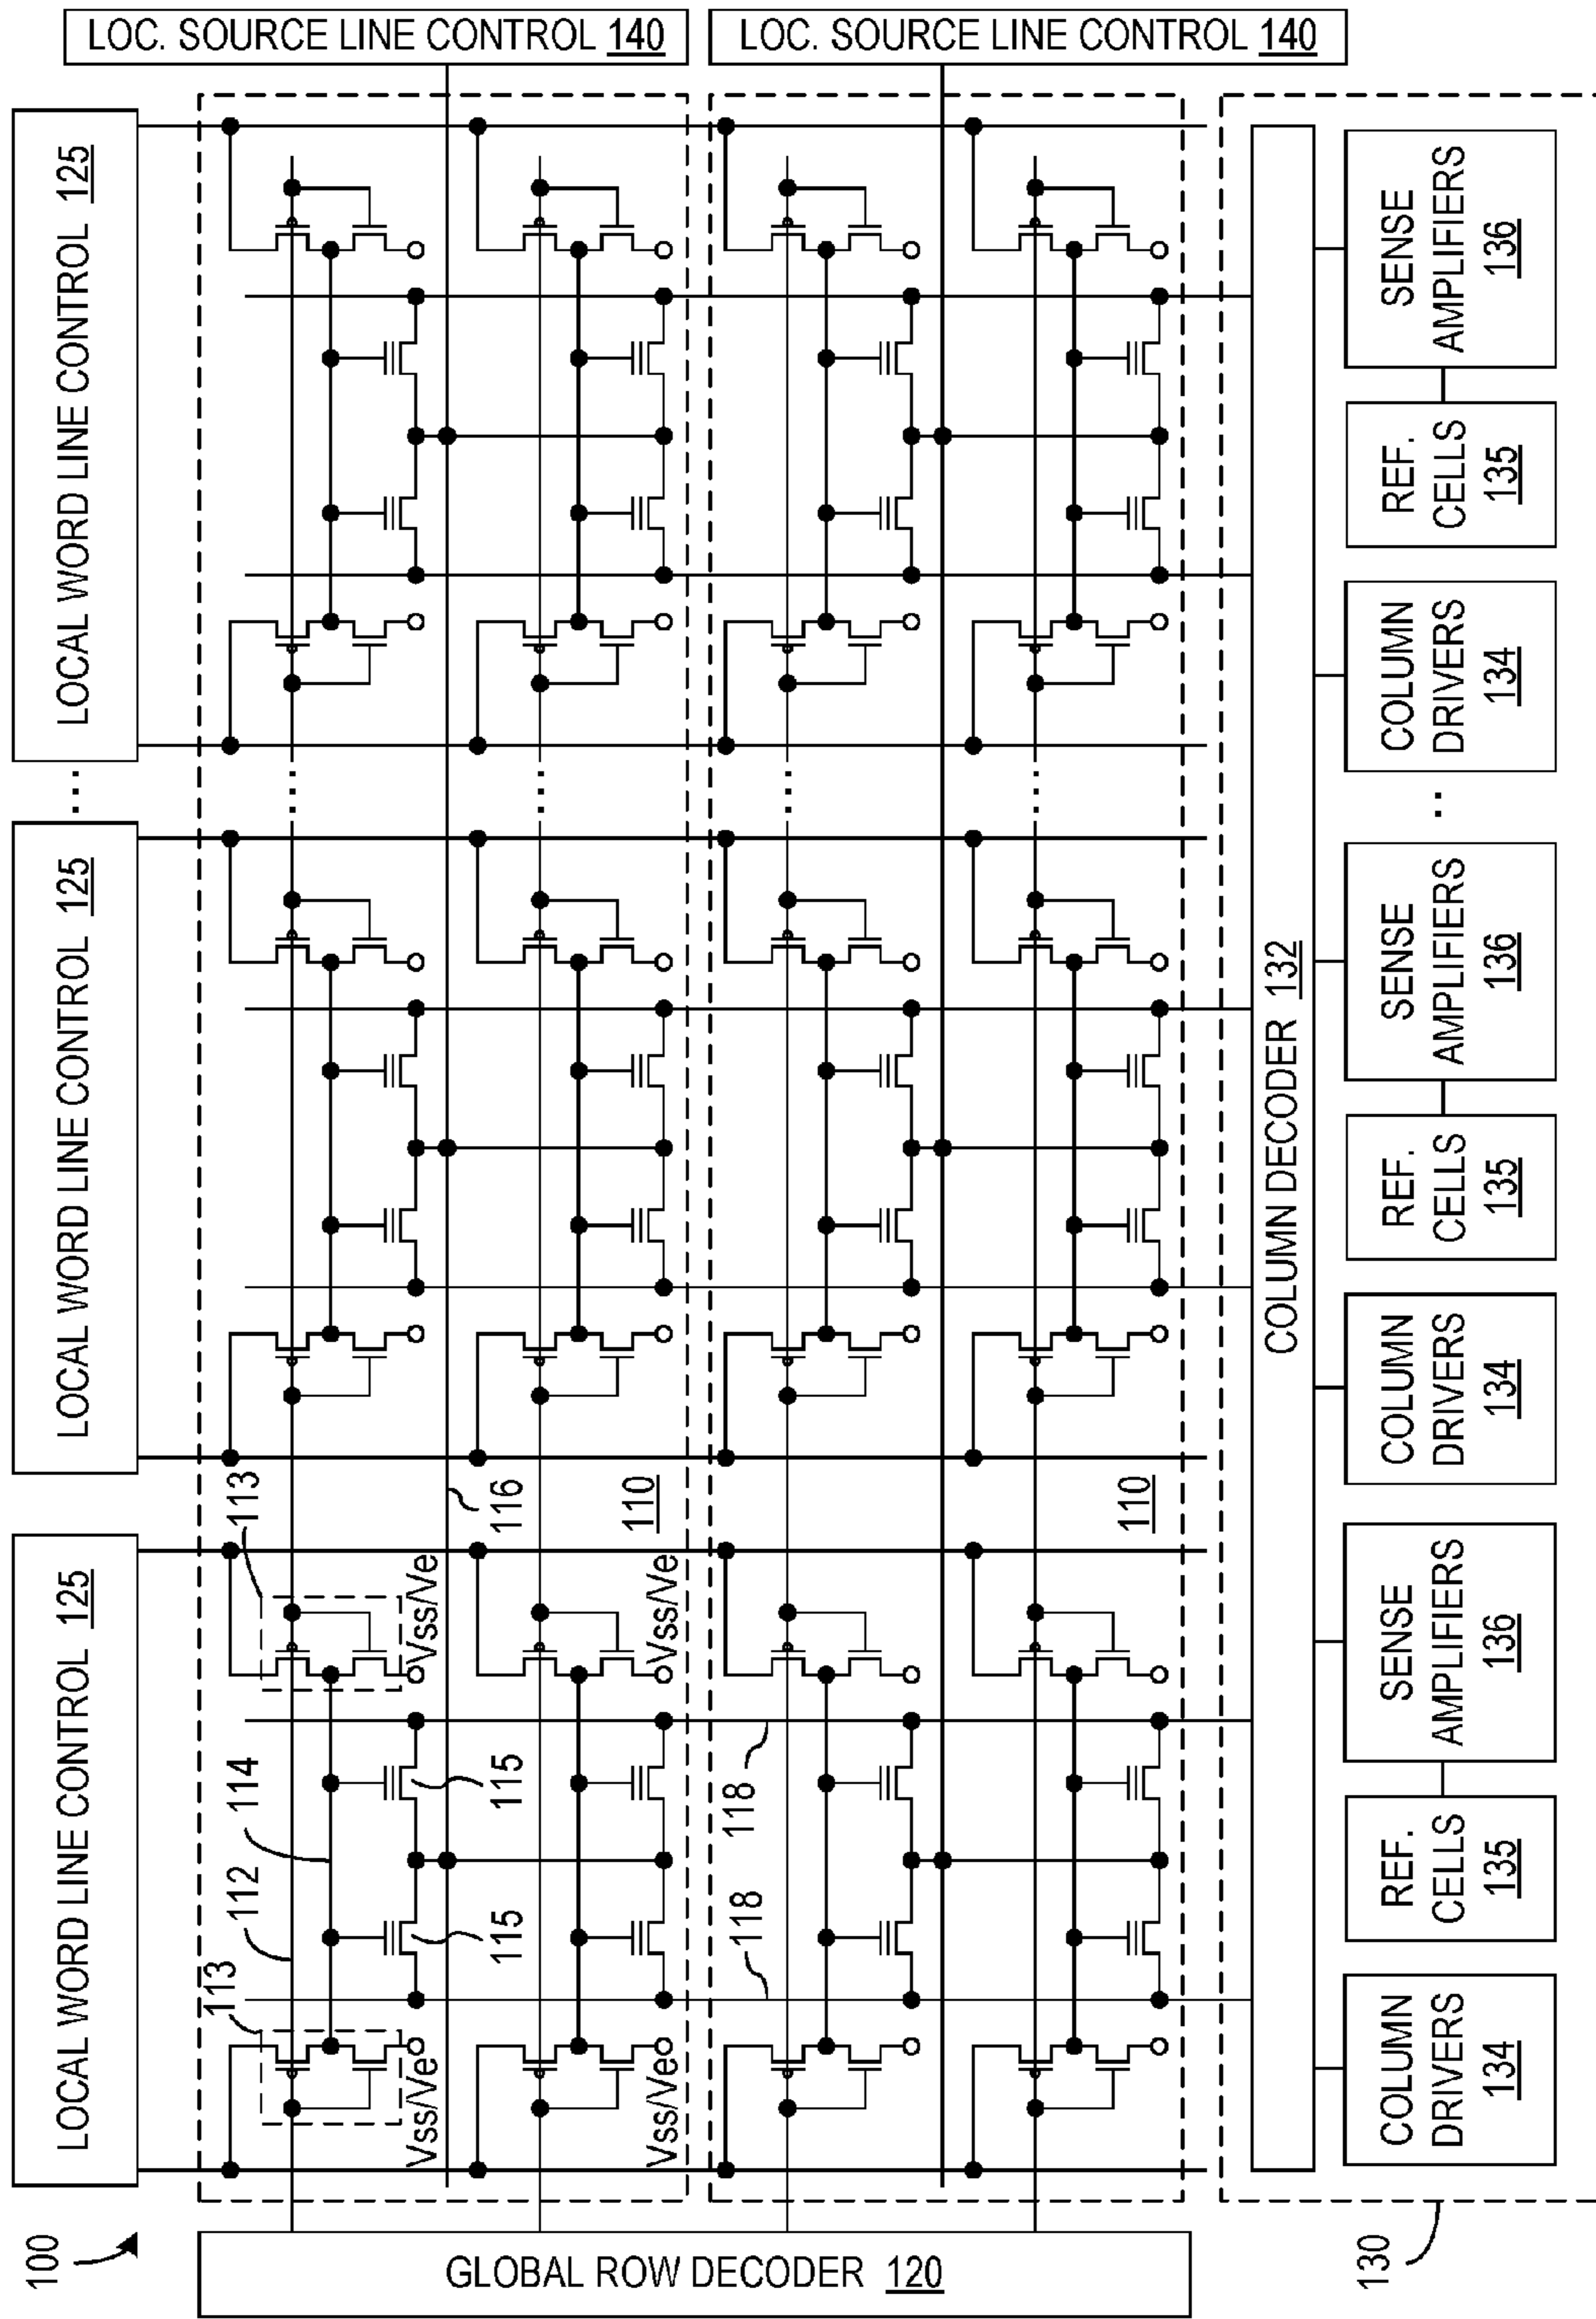 100
LOCAL WORD LINE CONTROL 125
LOCAL WORD LINE CONTROL 125
...
LOCAL WORD LINE CONTROL 125
GLOBAL ROW DECODER 120
LOC. SOURCE LINE CONTROL 140
LOC. SOURCE LINE CONTROL 140
113
112
114
113
...
Vss/Ve
Vss/Ve
115
115
116
...
Vss/Ve
Vss/Ve
110
118
118
...
...
110
130
COLUMN DECODER 132
COLUMN
DRIVERS
134
REF.
CELLS
135
SENSE
AMPLIFIERS
136
COLUMN
DRIVERS
134
REF.
CELLS
135
SENSE
AMPLIFIERS
136
..
COLUMN
DRIVERS
134
REF.
CELLS
135
SENSE
AMPLIFIERS
136